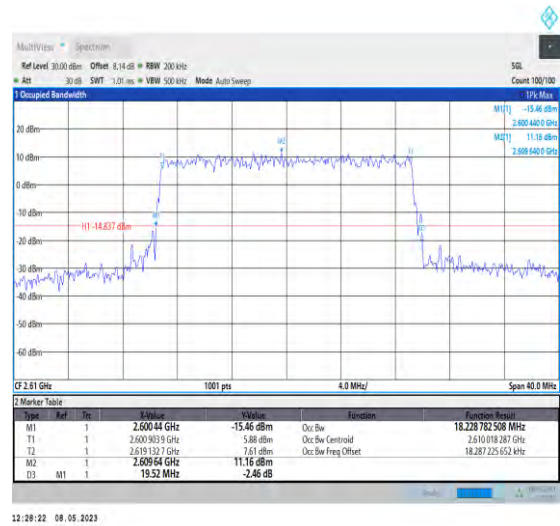 MultiView Spectrum
Ref Level 30.00 dBm Offset 8.14 dB RBW 200 kHz SGL
Att 30 dB SWT 1.01 ms VBW 500 kHz Mode Auto Sweep Count 100/100
1 Occupied Bandwidth 1Pk Max
M1[1] -15.46 dBm
2.600 440 0 GHz
M2[1] 11.16 dBm
2.609 640 0 GHz
20 dBm
M2
10 dBm
0 dBm
-10 dBm
H1 -14.837 dBm
-20 dBm
-30 dBm
-40 dBm
-50 dBm
-60 dBm
CF 2.61 GHz 1001 pts 4.0 MHz/ Span 40.0 MHz
2 Marker Table
Type Ref Trc X-Value Y-Value Function Function Result
M1 1 2.600 44 GHz -15.46 dBm Occ Bw 18.228 782 508 MHz
T1 1 2.600 903 9 GHz 5.88 dBm Occ Bw Centroid 2.610 018 287 GHz
T2 1 2.619 132 7 GHz 7.61 dBm Occ Bw Freq Offset 18.287 225 652 kHz
M2 1 2.609 64 GHz 11.16 dBm
D3 M1 1 19.52 MHz -2.46 dB
12:28:22 08.05.2023